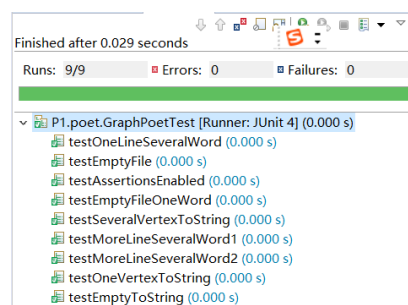 Finished after 0.029 seconds
Runs: 9/9 Errors: 0 Failures: 0
P1.poet.GraphPoetTest [Runner: JUnit 4] (0.000 s)
testOneLineSeveralWord (0.000 s)
testEmptyFile (0.000 s)
testAssertionsEnabled (0.000 s)
testEmptyFileOneWord (0.000 s)
testSeveralVertexToString (0.000 s)
testMoreLineSeveralWord1 (0.000 s)
testMoreLineSeveralWord2 (0.000 s)
testOneVertexToString (0.000 s)
testEmptyToString (0.000 s)